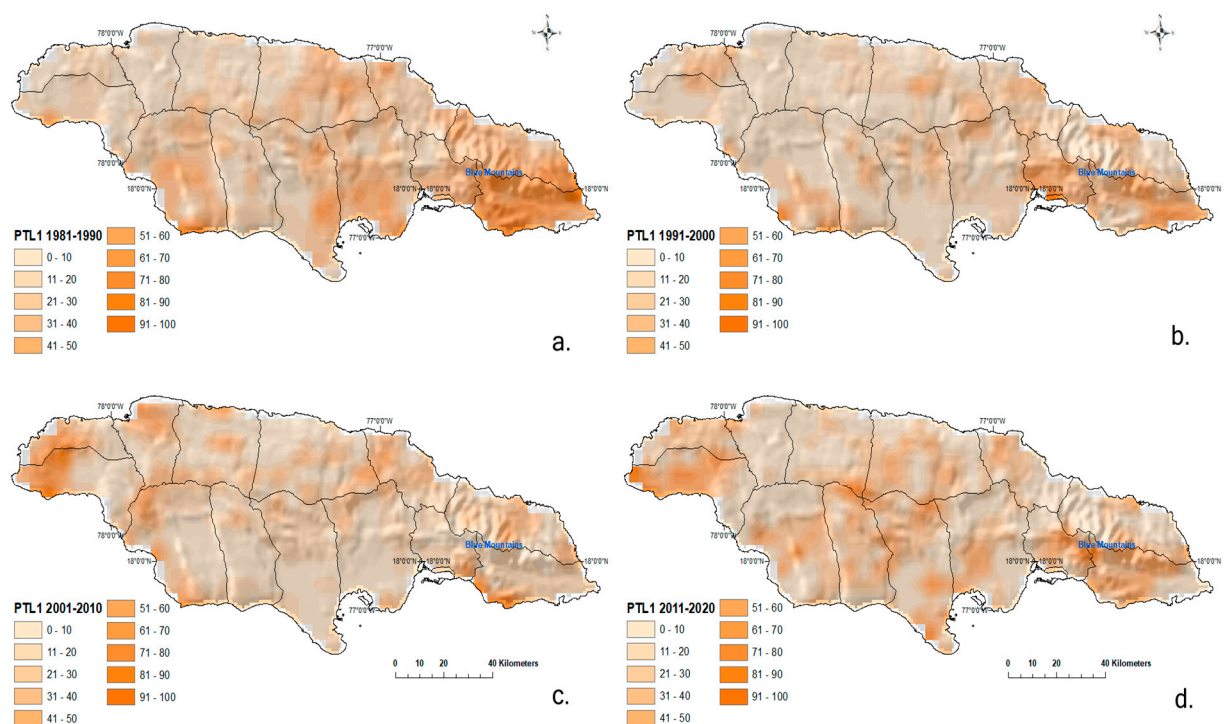 78°0'0"W
77°0'0"W
N
W E
S
78°0'0"W
Blue Mountains
18°0'0"N
18°0'0"N
18°0'0"N
77°0'0"W
PTL1 1981-1990
0 - 10
11 - 20
21 - 30
31 - 40
41 - 50
51 - 60
61 - 70
71 - 80
81 - 90
91 - 100
a.
78°0'0"W
77°0'0"W
N
W E
S
78°0'0"W
Blue Mountains
18°0'0"N
18°0'0"N
18°0'0"N
77°0'0"W
PTL1 1991-2000
0 - 10
11 - 20
21 - 30
31 - 40
41 - 50
51 - 60
61 - 70
71 - 80
81 - 90
91 - 100
b.
78°0'0"W
77°0'0"W
78°0'0"W
Blue Mountains
18°0'0"N
18°0'0"N
18°0'0"N
77°0'0"W
PTL1 2001-2010
0 - 10
11 - 20
21 - 30
31 - 40
41 - 50
51 - 60
61 - 70
71 - 80
81 - 90
91 - 100
0 10 20 40 Kilometers
c.
78°0'0"W
77°0'0"W
78°0'0"W
Blue Mountains
18°0'0"N
18°0'0"N
18°0'0"N
77°0'0"W
PTL1 2011-2020
0 - 10
11 - 20
21 - 30
31 - 40
41 - 50
51 - 60
61 - 70
71 - 80
81 - 90
91 - 100
0 10 20 40 Kilometers
d.